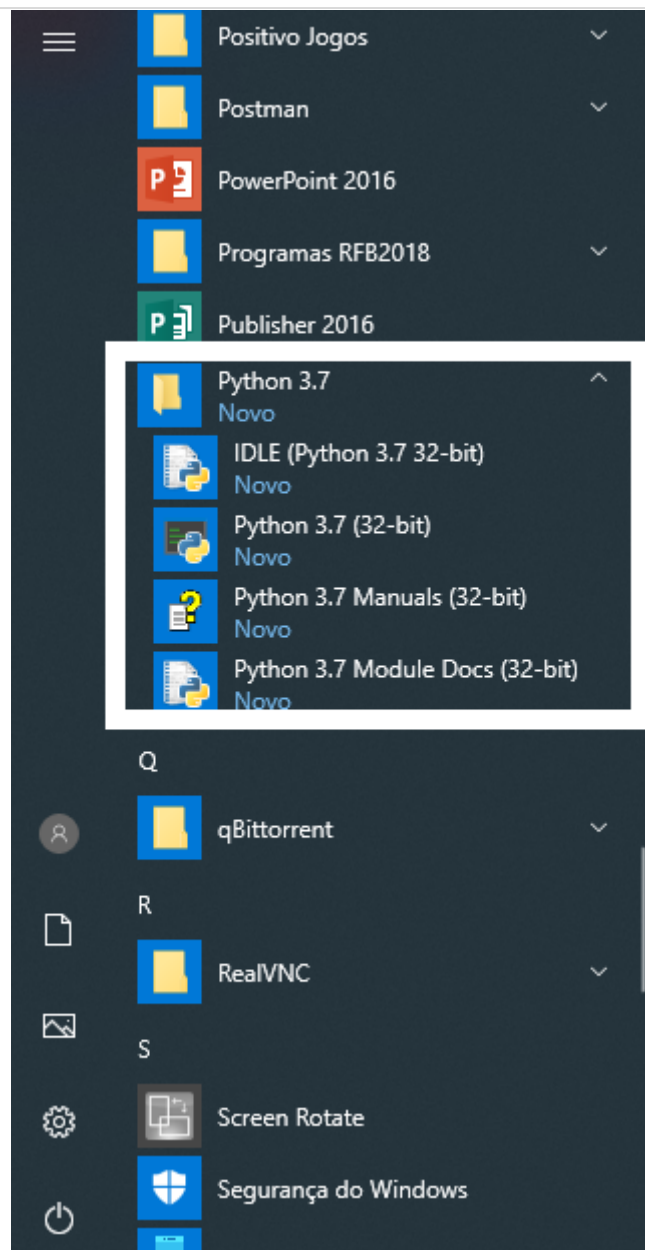 Positivo Jogos
Postman
PowerPoint 2016
Programas RFB2018
Publisher 2016
Python 3.7
Novo
IDLE (Python 3.7 32-bit)
Novo
Python 3.7 (32-bit)
Novo
Python 3.7 Manuals (32-bit)
Novo
Python 3.7 Module Docs (32-bit)
Novo
Q
qBittorrent
R
RealVNC
S
Screen Rotate
Segurança do Windows